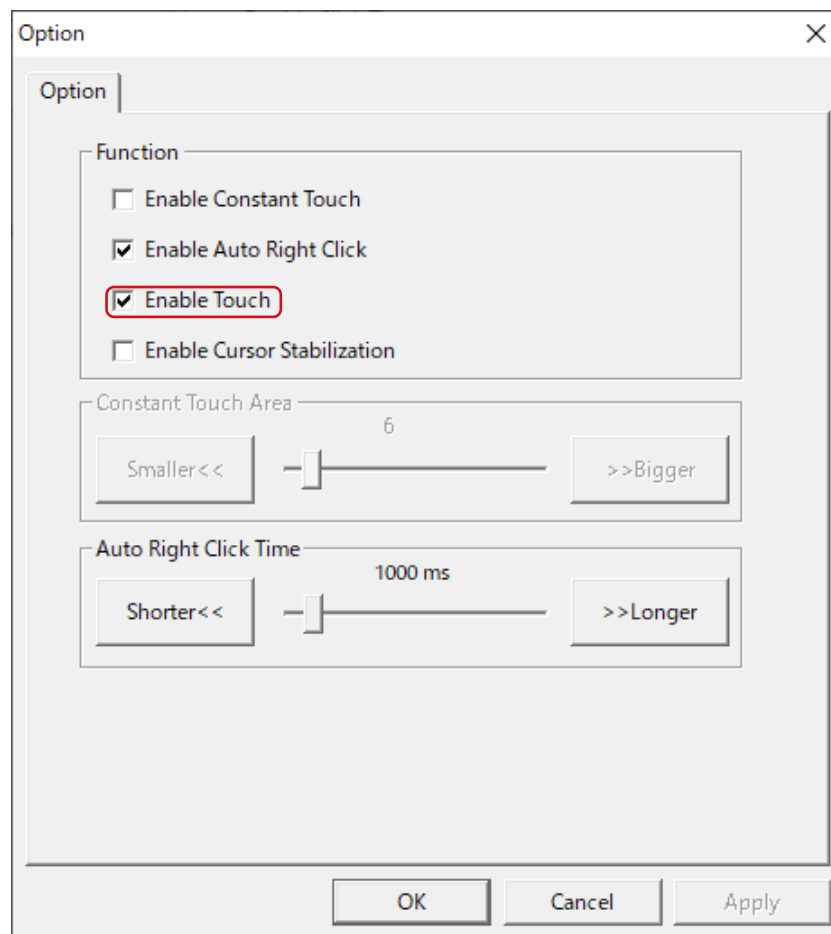 Option
Option
Function
Enable Constant Touch
Enable Auto Right Click
Enable Touch
Enable Cursor Stabilization
Constant Touch Area
6
Smaller<<
>>Bigger
Auto Right Click Time
1000 ms
Shorter<<
>>Longer
OK Cancel Apply